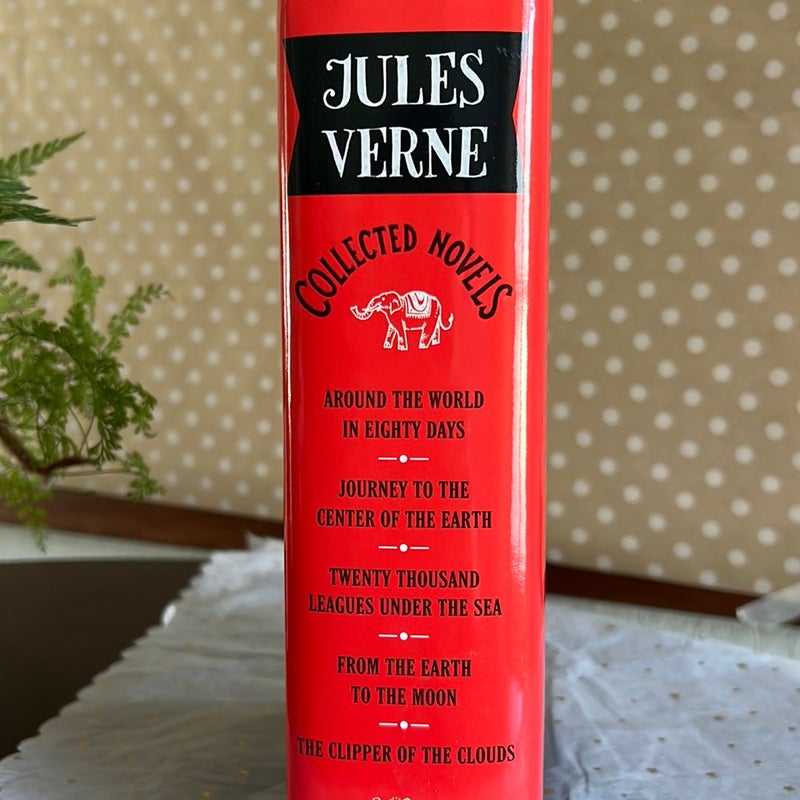 JULES
VERNE
COLLECTED NOVELS
AROUND THE WORLD
IN EIGHTY DAYS
JOURNEY TO THE
CENTER OF THE EARTH
TWENTY THOUSAND
LEAGUES UNDER THE SEA
FROM THE EARTH
TO THE MOON
THE CLIPPER OF THE CLOUDS